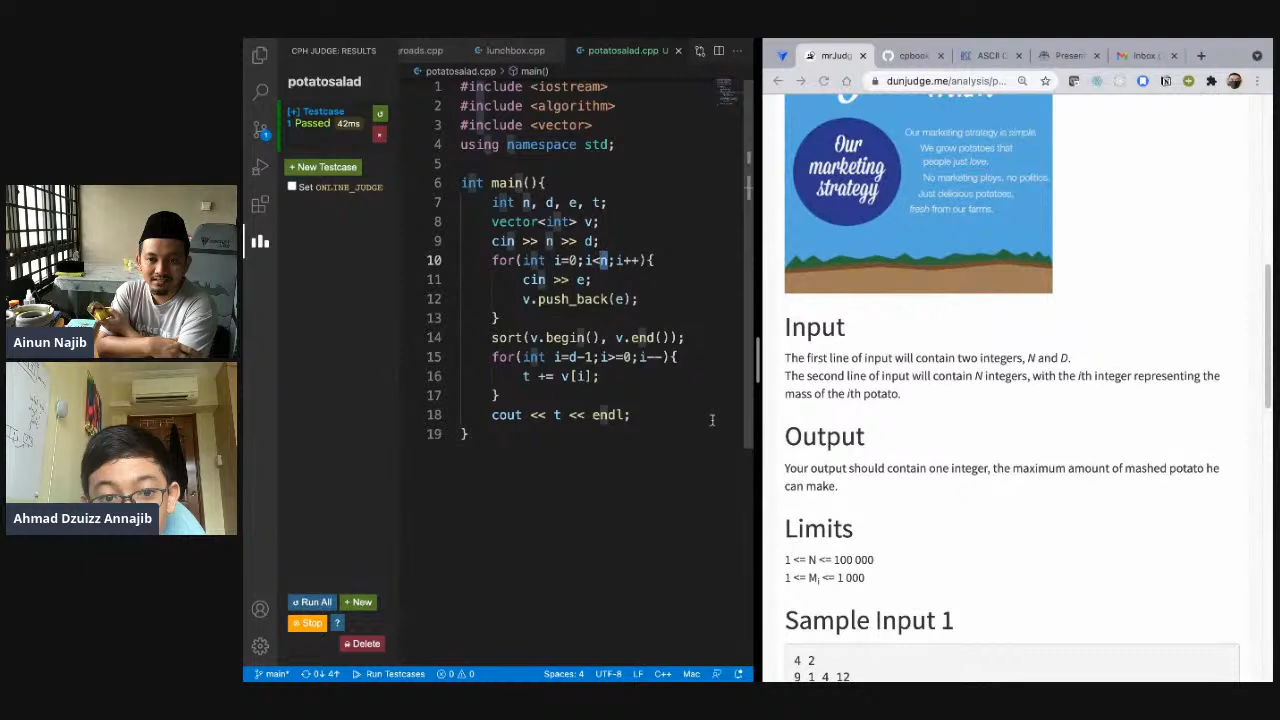 Ainun Najib
Ahmad Dzuizz Annajib
CPH JUDGE: RESULTS
potatosalad
[+] Testcase
1 Passed 42ms
+ New Testcase
Set ONLINE_JUDGE
Run All
+ New
Stop
?
Delete
roads.cpp
lunchbox.cpp
potatosalad.cpp U
potatosalad.cpp > main()
1 #include <iostream>
2 #include <algorithm>
3 #include <vector>
4 using namespace std;
5
6 int main(){
7 int n, d, e, t;
8 vector<int> v;
9 cin >> n >> d;
10 for(int i=0;i<n;i++){
11 cin >> e;
12 v.push_back(e);
13 }
14 sort(v.begin(), v.end());
15 for(int i=d-1;i>=0;i--){
16 t += v[i];
17 }
18 cout << t << endl;
19 }
main* 0↓ 4↑ Run Testcases 0 0 Spaces: 4 UTF-8 LF C++ Mac
mrJudg
cpbook
ASCII C
Present
Inbox (
dunjudge.me/analysis/p...
Our marketing strategy
Our marketing strategy is simple.
We grow potatoes that
people just love.
No marketing ploys, no politics.
Just delicious potatoes,
fresh from our farms.
Input
The first line of input will contain two integers, N and D.
The second line of input will contain N integers, with the ith integer representing the
mass of the ith potato.
Output
Your output should contain one integer, the maximum amount of mashed potato he
can make.
Limits
1 <= N <= 100 000
1 <= Mi <= 1 000
Sample Input 1
4 2
9 1 4 12